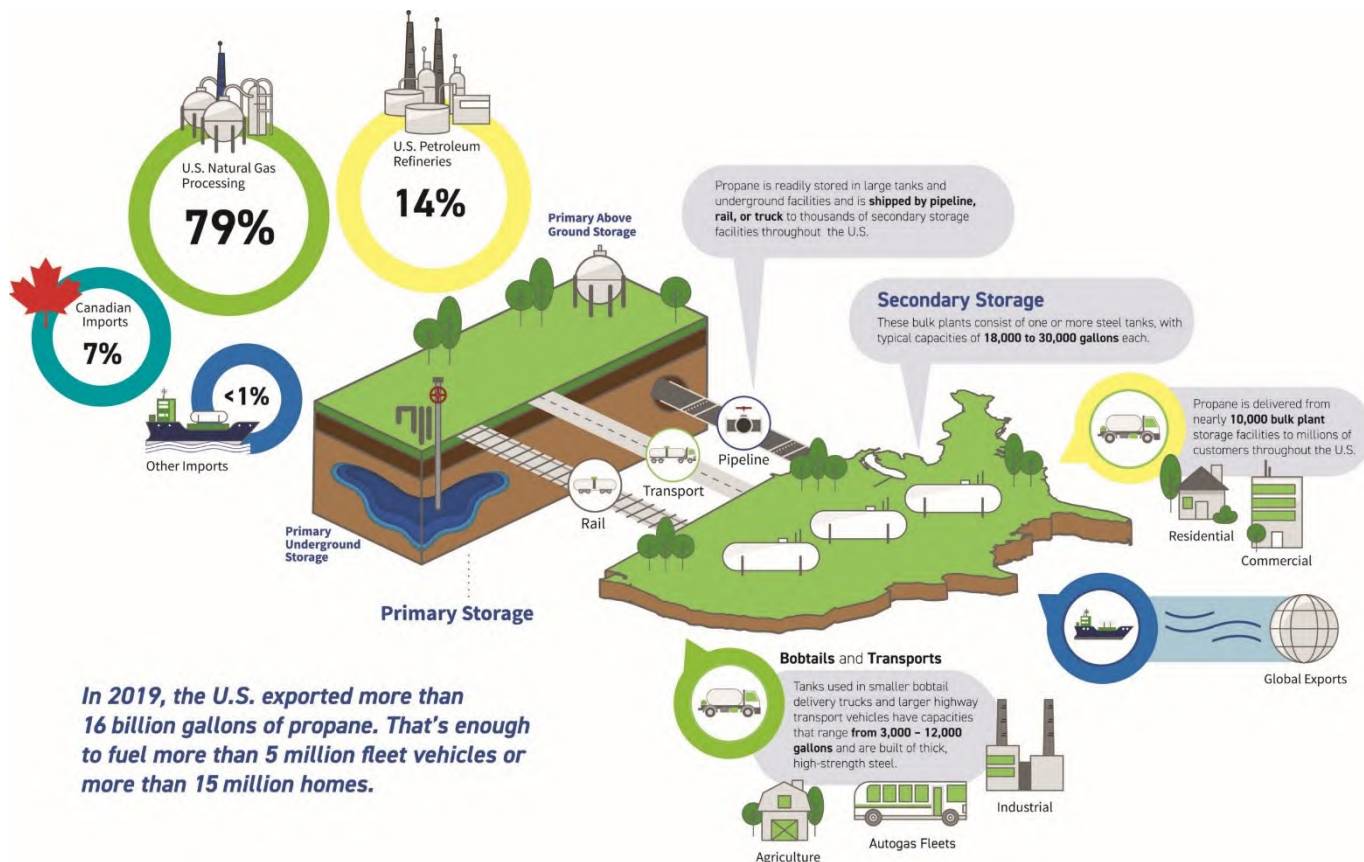 U.S. Natural Gas
Processing
79%
U.S. Petroleum
Refineries
14%
Canadian
Imports
7%
<1%
Other Imports
Primary Above
Ground Storage
Propane is readily stored in large tanks and
underground facilities and is shipped by pipeline,
rail, or truck to thousands of secondary storage
facilities throughout the U.S.
Secondary Storage
These bulk plants consist of one or more steel tanks, with
typical capacities of 18,000 to 30,000 gallons each.
Propane is delivered from
nearly 10,000 bulk plant
storage facilities to millions of
customers throughout the U.S.
Residential
Commercial
Pipeline
Transport
Rail
Primary
Underground
Storage
Primary Storage
Global Exports
Bobtails and Transports
Tanks used in smaller bobtail
delivery trucks and larger highway
transport vehicles have capacities
that range from 3,000 – 12,000
gallons and are built of thick,
high-strength steel.
Industrial
Autogas Fleets
Agriculture
In 2019, the U.S. exported more than
16 billion gallons of propane. That's enough
to fuel more than 5 million fleet vehicles or
more than 15 million homes.